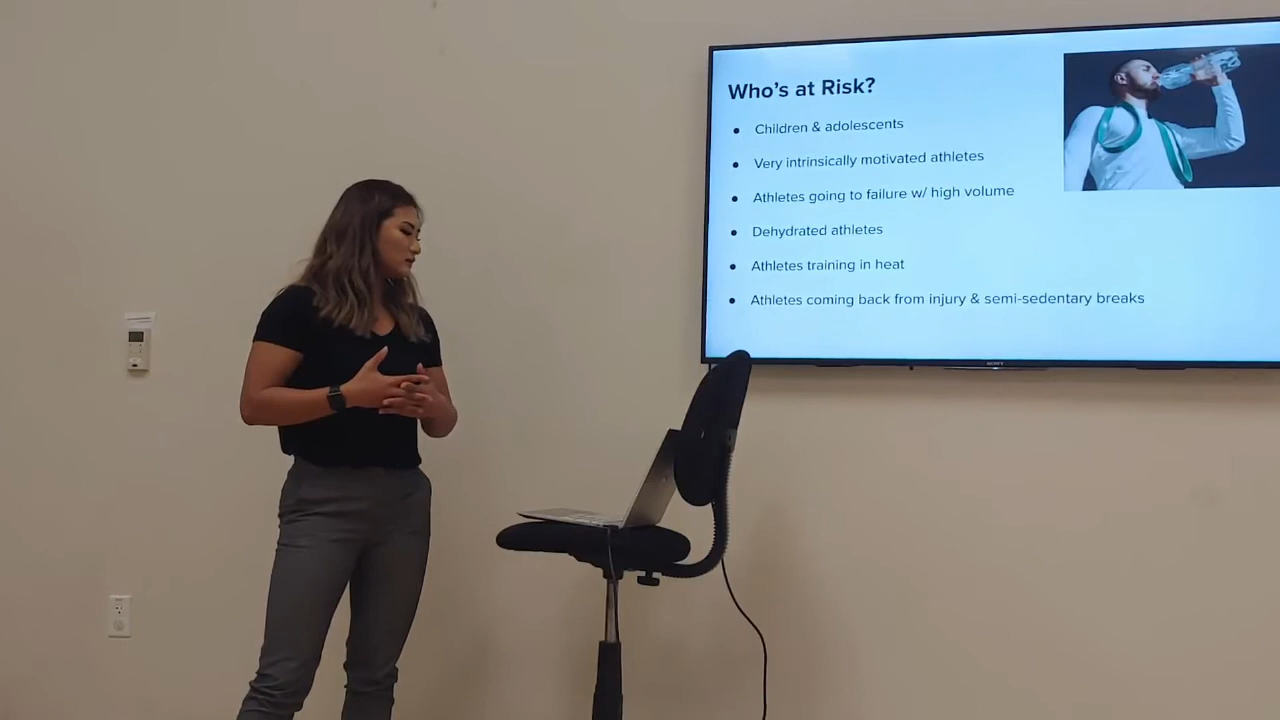 Who's at Risk?
● Children & adolescents
● Very intrinsically motivated athletes
● Athletes going to failure w/ high volume
● Dehydrated athletes
● Athletes training in heat
● Athletes coming back from injury & semi-sedentary breaks
SONY